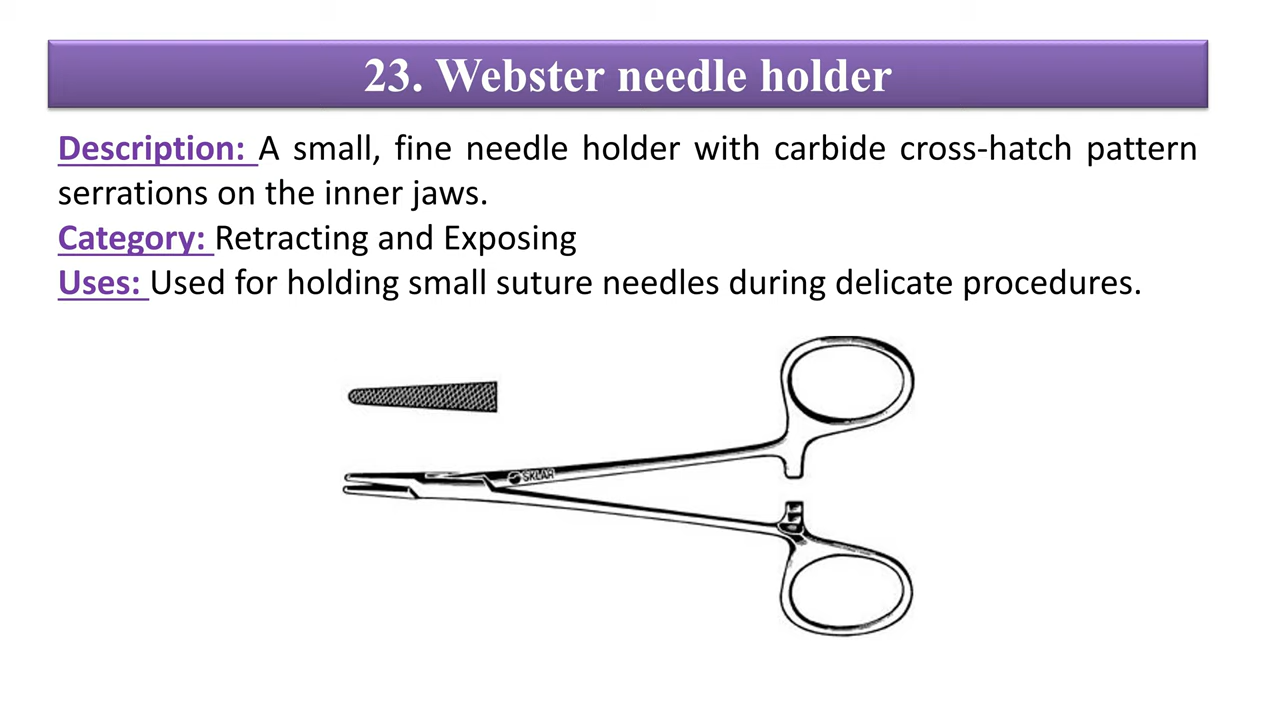 23. Webster needle holder
Description: A small, fine needle holder with carbide cross-hatch pattern
serrations on the inner jaws.
Category: Retracting and Exposing
Uses: Used for holding small suture needles during delicate procedures.
SKLAR